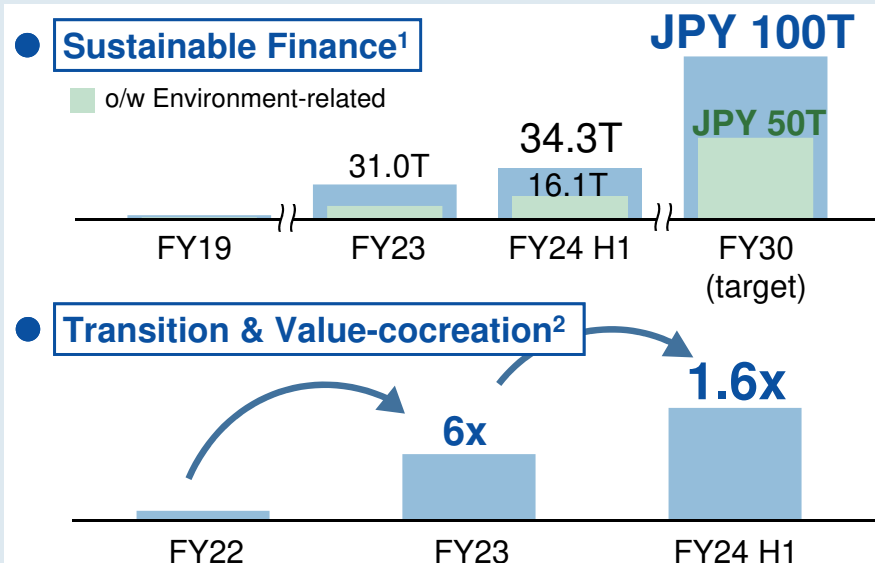 Sustainable Finance1
JPY 100T
o/w Environment-related
JPY 50T
34.3T
31.0T
16.1T
FY19
FY23
FY24 H1
FY30
(target)
Transition & Value-cocreation2
1.6x
6x
FY22
FY23
FY24 H1